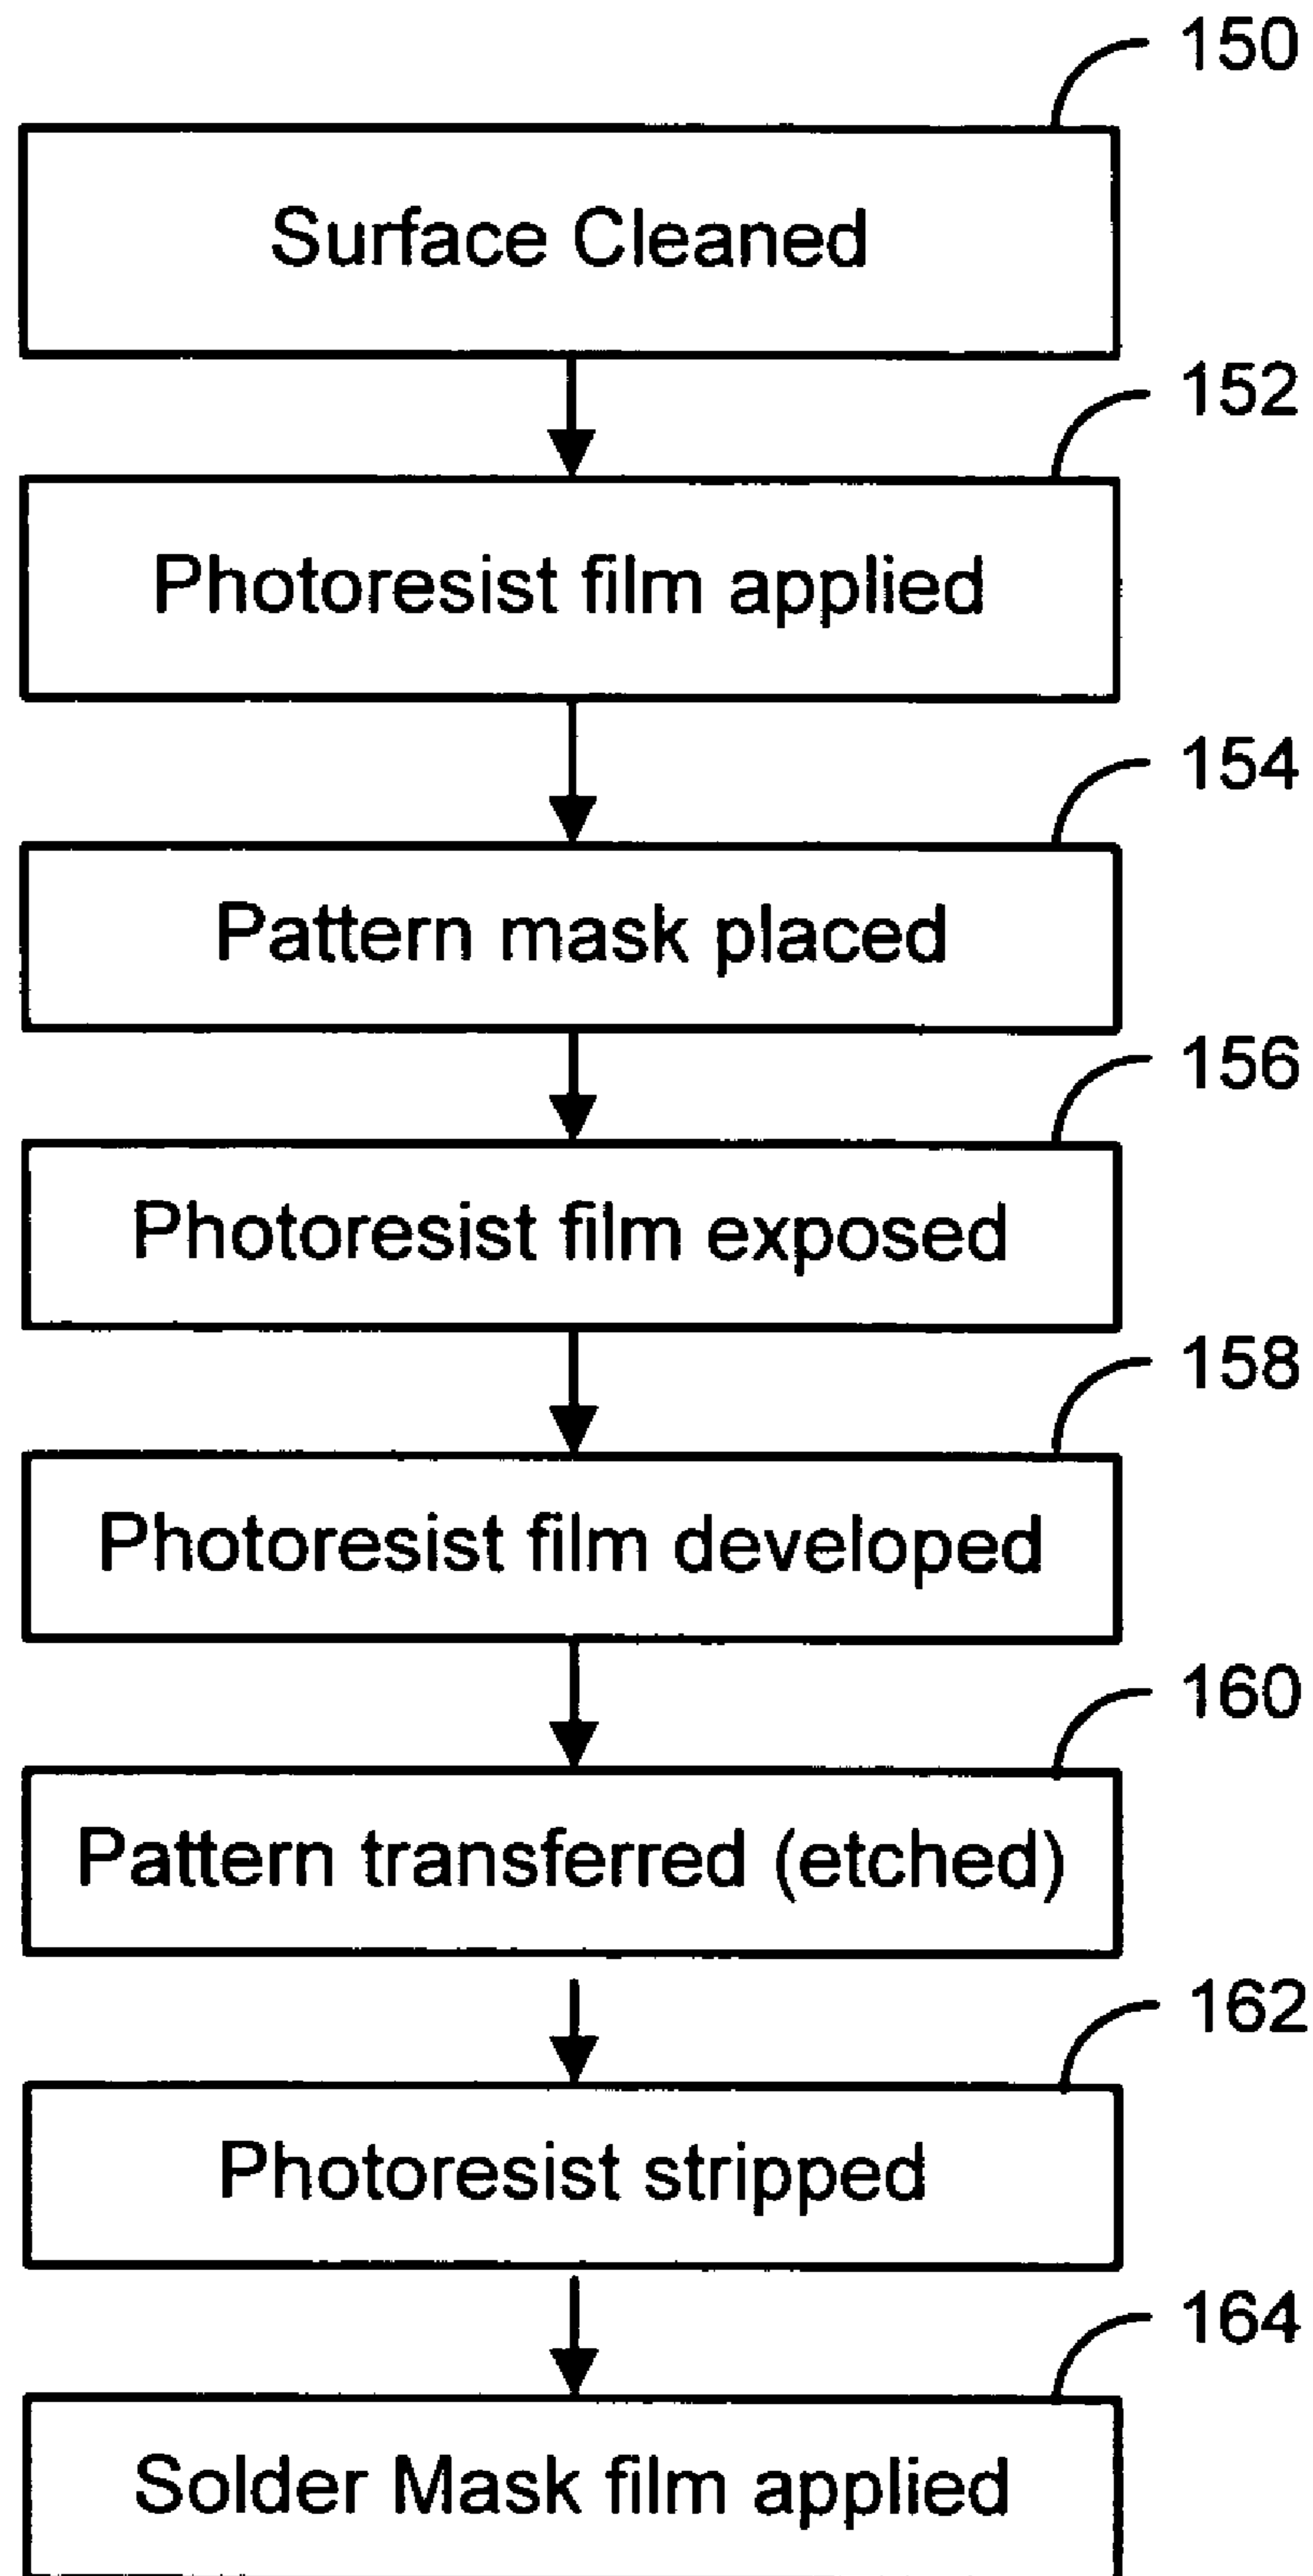 150
Surface Cleaned
152
Photoresist film applied
154
Pattern mask placed
156
Photoresist film exposed
158
Photoresist film developed
160
Pattern transferred (etched)
162
Photoresist stripped
164
Solder Mask film applied